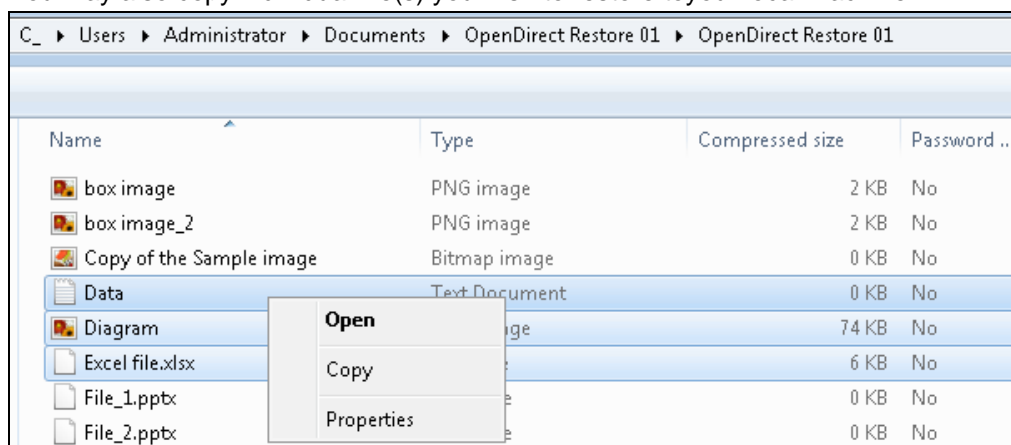 C_ ▸ Users ▸ Administrator ▸ Documents ▸ OpenDirect Restore 01 ▸ OpenDirect Restore 01
Name Type Compressed size Password ..
box image PNG image 2 KB No
box image_2 PNG image 2 KB No
Copy of the Sample image Bitmap image 0 KB No
Data Text Document 0 KB No
Diagram 74 KB No
Excel file.xlsx 6 KB No
File_1.pptx 0 KB No
File_2.pptx 0 KB No
Open
Copy
Properties